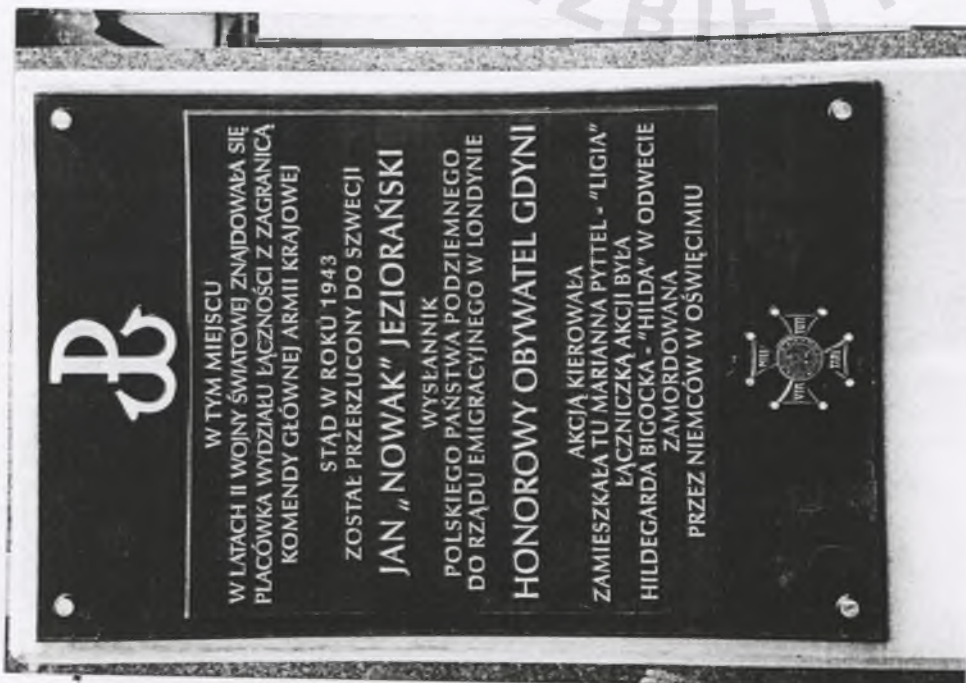 W TYM MIEJSCU
W LATACH II WOJNY ŚWIATOWEJ ZNAJDOWAŁA SIĘ
PLACÓWKA WYDZIAŁU ŁĄCZNOŚCI Z ZAGRANICĄ
KOMENDY GŁÓWNEJ ARMII KRAJOWEJ
STĄD W ROKU 1943
ZOSTAŁ PRZERZUCONY DO SZWECJI
JAN „NOWAK" JEZIORAŃSKI
WYSŁANNIK
POLSKIEGO PAŃSTWA PODZIEMNEGO
DO RZĄDU EMIGRACYJNEGO W LONDYNIE
HONOROWY OBYWATEL GDYNI
AKCJĄ KIEROWAŁA
ZAMIESZKAŁA TU MARIANNA PYTTEL - "LIGIA"
ŁĄCZNICZKĄ AKCJI BYŁA
HILDEGARDA BIGOCKA - "HILDA" W ODWECIE
ZAMORDOWANA
PRZEZ NIEMCÓW W OŚWIĘCIMIU